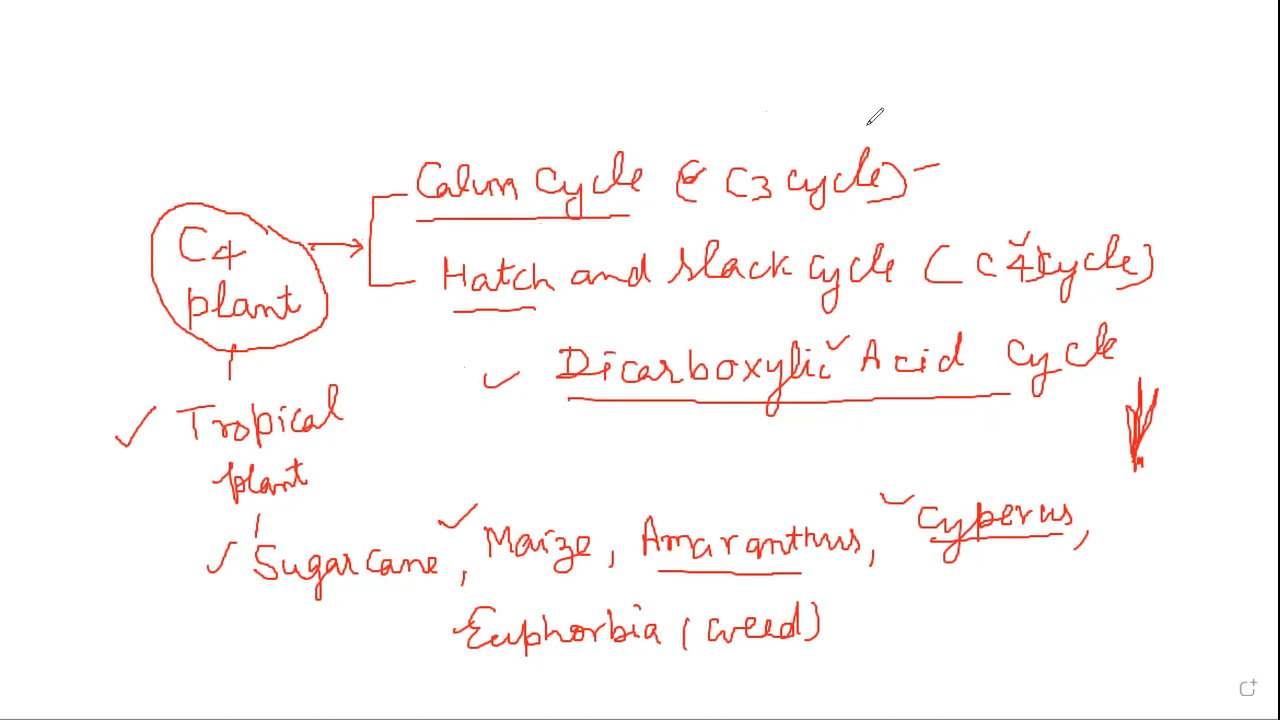 Calvin Cycle ( C3 cycle)
C4 plant
Hatch and slack cycle ( C4 cycle)
Dicarboxylic Acid cycle
Tropical plant
Sugarcane, Maize, Amaranthus, Cyperus,
Euphorbia (weed)